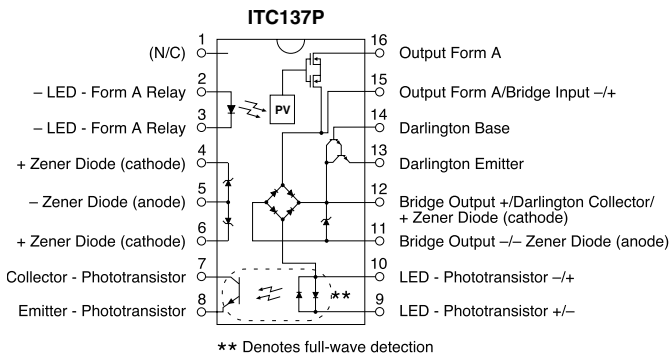 ITC137P
1
(N/C)
2
– LED - Form A Relay
3
– LED - Form A Relay
4
+ Zener Diode (cathode)
5
– Zener Diode (anode)
6
+ Zener Diode (cathode)
7
Collector - Phototransistor
8
Emitter - Phototransistor
PV
**
16
Output Form A
15
Output Form A/Bridge Input –/+
14
Darlington Base
13
Darlington Emitter
12
Bridge Output +/Darlington Collector/
+ Zener Diode (cathode)
11
Bridge Output –/– Zener Diode (anode)
10
LED - Phototransistor –/+
9
LED - Phototransistor +/–
** Denotes full-wave detection